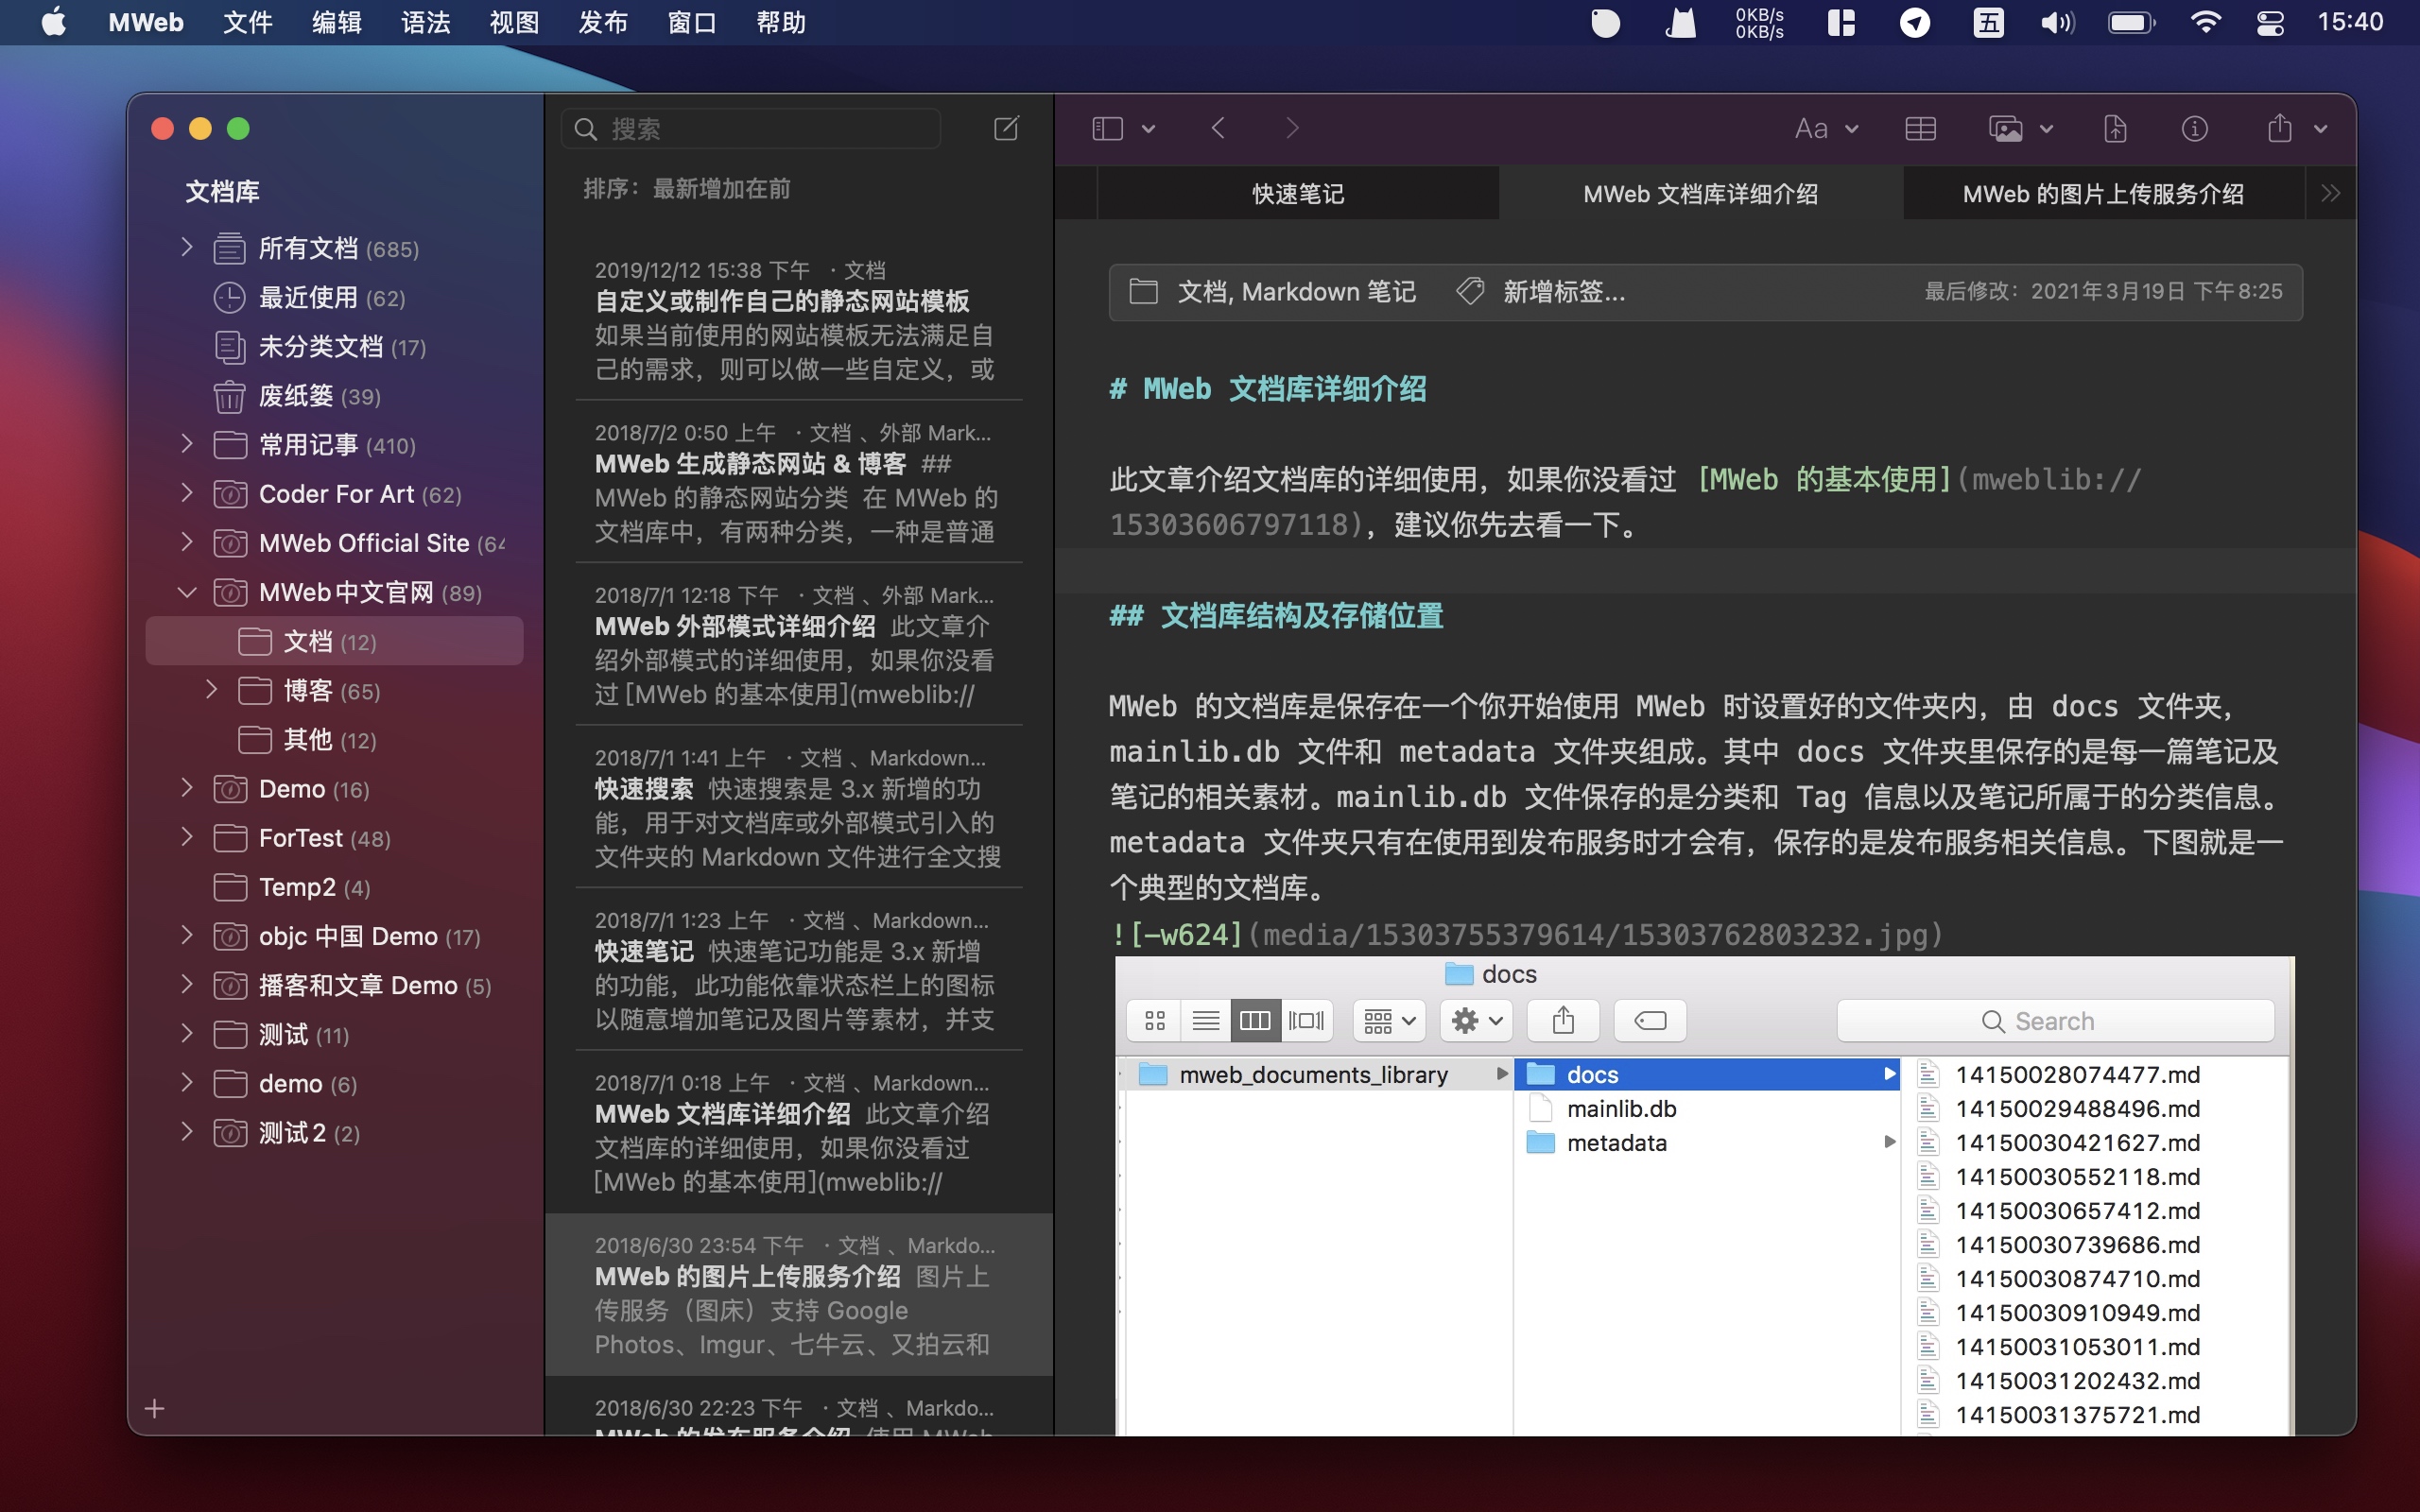 MWeb 文件 编辑 语法 视图 发布 窗口 帮助
0KB/s
0KB/s
五
15:40
文档库
所有文档 (685)
最近使用 (62)
未分类文档 (17)
废纸篓 (39)
常用记事 (410)
Coder For Art (62)
MWeb Official Site (64
MWeb中文官网 (89)
文档 (12)
博客 (65)
其他 (12)
Demo (16)
ForTest (48)
Temp2 (4)
objc 中国 Demo (17)
播客和文章 Demo (5)
测试 (11)
demo (6)
测试2 (2)
搜索
排序：最新增加在前
2019/12/12 15:38 下午 · 文档
自定义或制作自己的静态网站模板
如果当前使用的网站模板无法满足自
己的需求，则可以做一些自定义，或
2018/7/2 0:50 上午 · 文档 、外部 Mark...
MWeb 生成静态网站 & 博客 ##
MWeb 的静态网站分类 在 MWeb 的
文档库中，有两种分类，一种是普通
2018/7/1 12:18 下午 · 文档 、外部 Mark...
MWeb 外部模式详细介绍 此文章介
绍外部模式的详细使用，如果你没看
过 [MWeb 的基本使用](mweblib://
2018/7/1 1:41 上午 · 文档 、Markdown...
快速搜索 快速搜索是 3.x 新增的功
能，用于对文档库或外部模式引入的
文件夹的 Markdown 文件进行全文搜
2018/7/1 1:23 上午 · 文档 、Markdown...
快速笔记 快速笔记功能是 3.x 新增
的功能，此功能依靠状态栏上的图标
以随意增加笔记及图片等素材，并支
2018/7/1 0:18 上午 · 文档 、Markdown...
MWeb 文档库详细介绍 此文章介绍
文档库的详细使用，如果你没看过
[MWeb 的基本使用](mweblib://
2018/6/30 23:54 下午 · 文档 、Markdo...
MWeb 的图片上传服务介绍 图片上
传服务（图床）支持 Google
Photos、Imgur、七牛云、又拍云和
2018/6/30 22:23 下午 · 文档 、Markdo...
MWeb 的发布服务介绍 使用 MWeb
Aa
快速笔记
MWeb 文档库详细介绍
MWeb 的图片上传服务介绍
文档, Markdown 笔记 新增标签... 最后修改：2021年3月19日 下午8:25
# MWeb 文档库详细介绍
此文章介绍文档库的详细使用，如果你没看过 [MWeb 的基本使用](mweblib://
15303606797118)，建议你先去看一下。
## 文档库结构及存储位置
MWeb 的文档库是保存在一个你开始使用 MWeb 时设置好的文件夹内，由 docs 文件夹，
mainlib.db 文件和 metadata 文件夹组成。其中 docs 文件夹里保存的是每一篇笔记及
笔记的相关素材。mainlib.db 文件保存的是分类和 Tag 信息以及笔记所属于的分类信息。
metadata 文件夹只有在使用到发布服务时才会有，保存的是发布服务相关信息。下图就是一
个典型的文档库。
![-w624](media/15303755379614/15303762803232.jpg)
docs
Search
mweb_documents_library
docs
mainlib.db
metadata
14150028074477.md
14150029488496.md
14150030421627.md
14150030552118.md
14150030657412.md
14150030739686.md
14150030874710.md
14150030910949.md
14150031053011.md
14150031202432.md
14150031375721.md